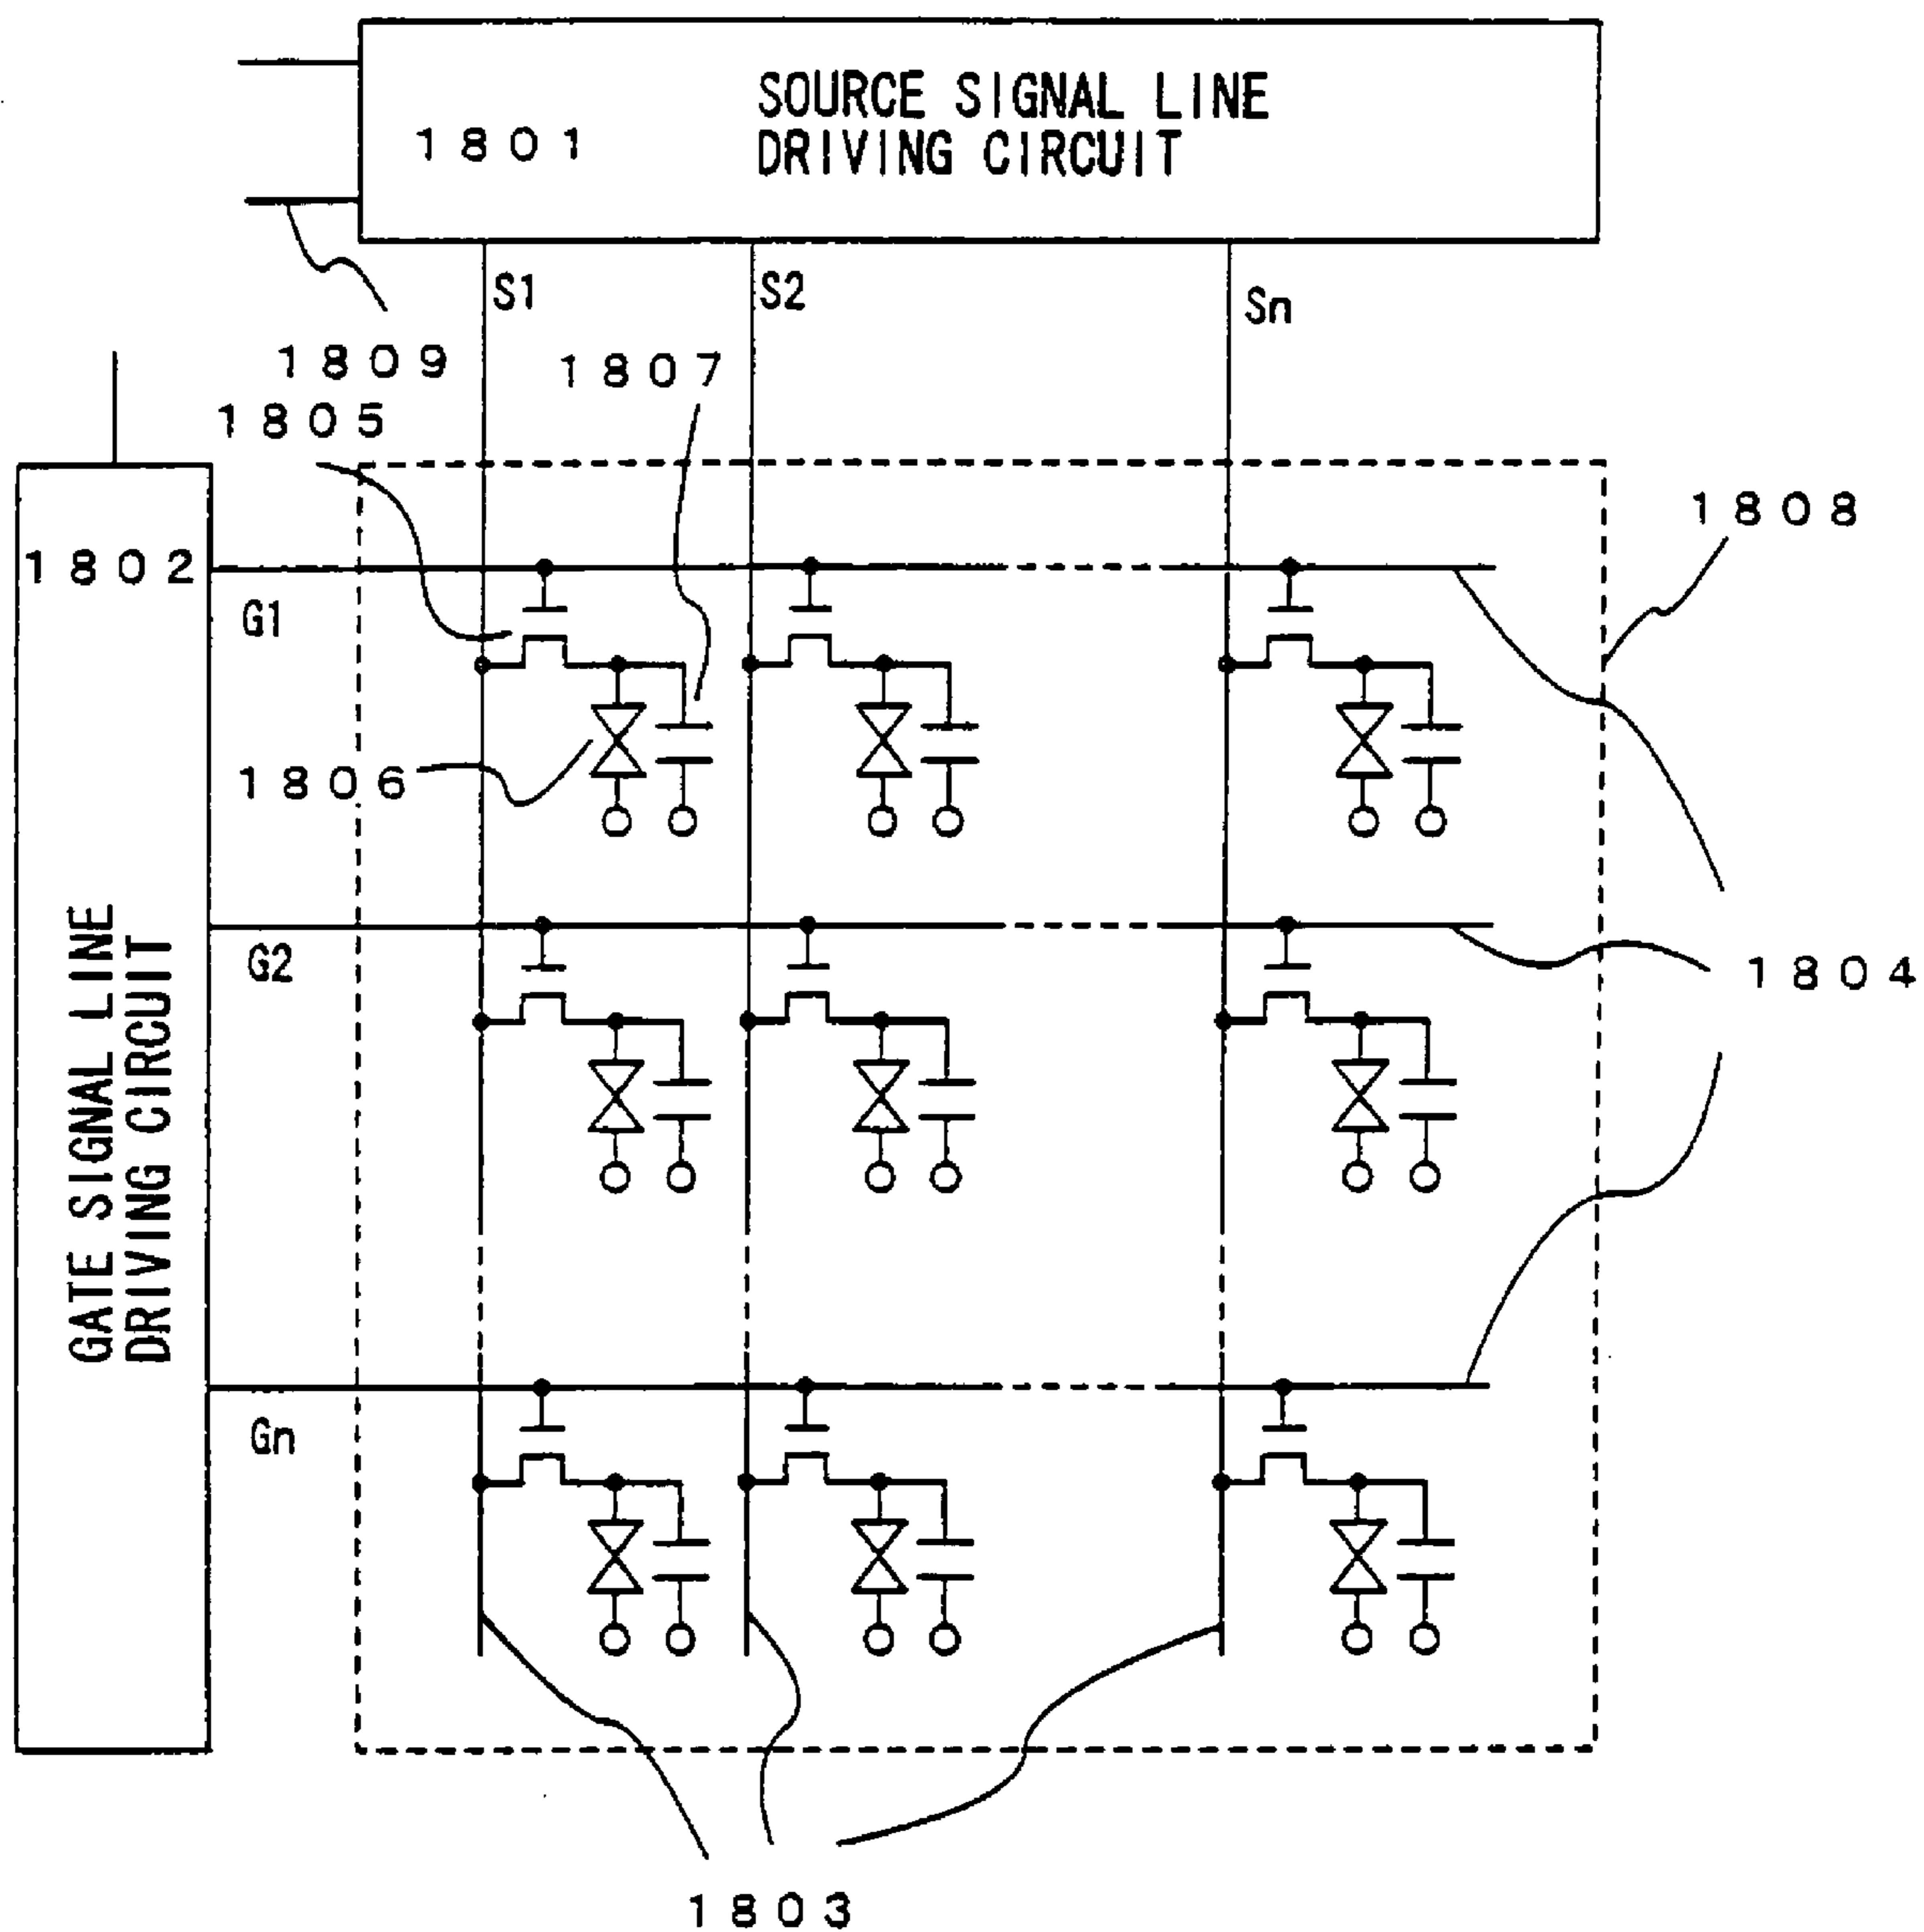 SOURCE SIGNAL LINE
DRIVING CIRCUIT
1801
S1
S2
Sn
1809
1807
1805
1808
1802
G1
1806
G2
1804
GATE SIGNAL LINE
DRIVING CIRCUIT
Gn
1803